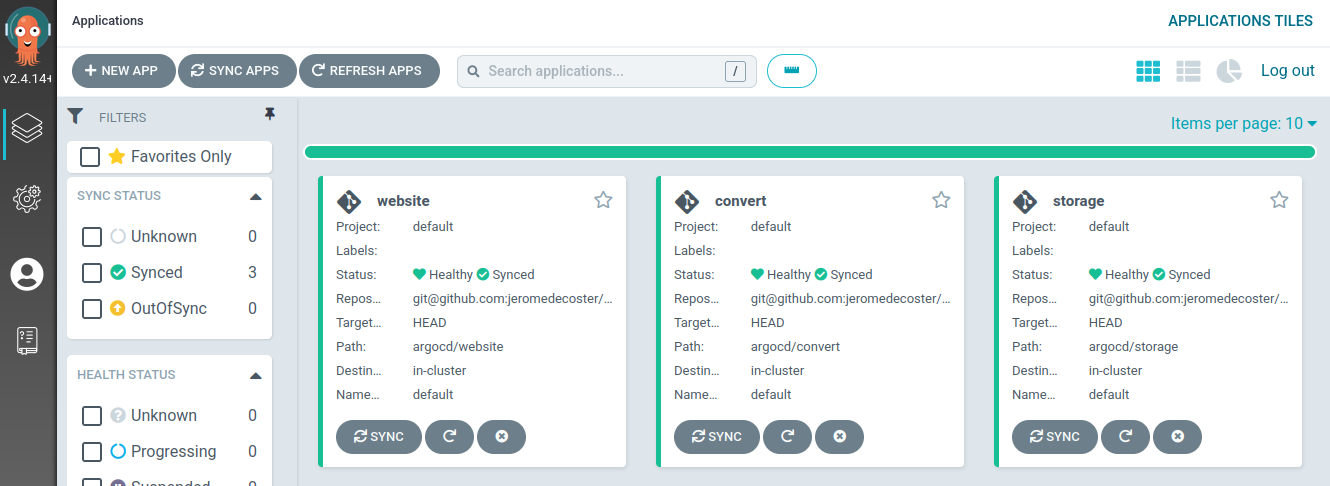 Applications
APPLICATIONS TILES
v2.4.14+
NEW APP
SYNC APPS
REFRESH APPS
Search applications...
/
Log out
FILTERS
Favorites Only
SYNC STATUS
Unknown 0
Synced 3
OutOfSync 0
HEALTH STATUS
Unknown 0
Progressing 0
Suspended 0
Items per page: 10
website
Project: default
Labels:
Status: Healthy Synced
Repos... git@github.com:jeromedecoster/...
Target... HEAD
Path: argocd/website
Destin... in-cluster
Name... default
SYNC
convert
Project: default
Labels:
Status: Healthy Synced
Repos... git@github.com:jeromedecoster/...
Target... HEAD
Path: argocd/convert
Destin... in-cluster
Name... default
SYNC
storage
Project: default
Labels:
Status: Healthy Synced
Repos... git@github.com:jeromedecoster/...
Target... HEAD
Path: argocd/storage
Destin... in-cluster
Name... default
SYNC